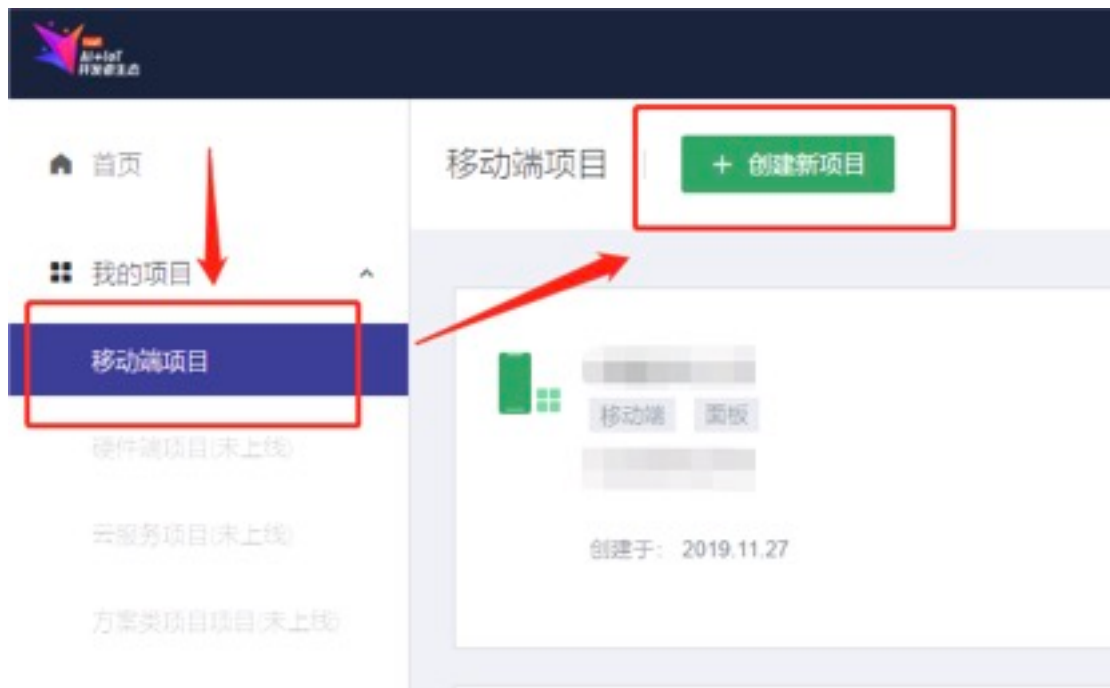 AI+IoT
开发者生态
首页
我的项目
移动端项目
硬件端项目(未上线)
云服务项目(未上线)
方案类项目项目(未上线)
移动端项目
+ 创建新项目
移动端 面板
创建于: 2019.11.27